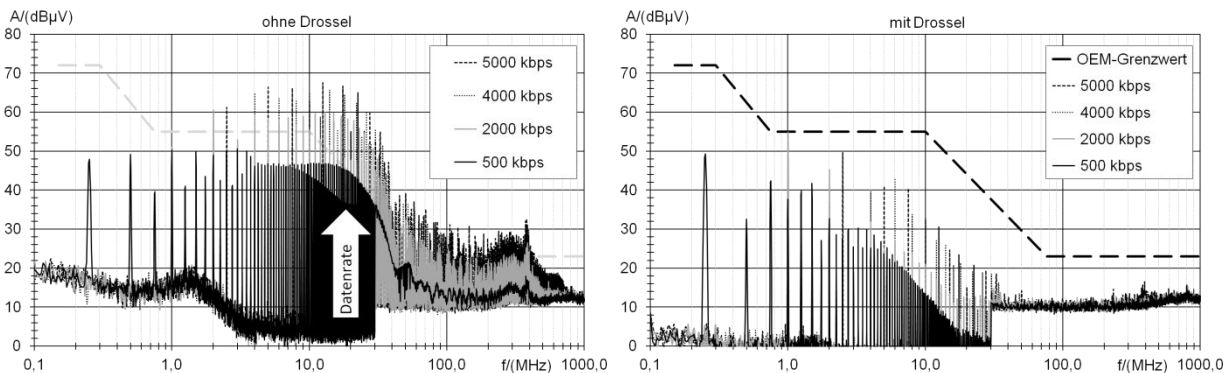 A/(dBµV)
ohne Drossel
80
70
60
50
40
30
20
10
0
5000 kbps
4000 kbps
2000 kbps
500 kbps
Datenrate
0,1
1,0
10,0
100,0
f/(MHz)
1000,0
A/(dBµV)
mit Drossel
80
70
60
50
40
30
20
10
0
OEM-Grenzwert
5000 kbps
4000 kbps
2000 kbps
500 kbps
0,1
1,0
10,0
100,0
f/(MHz)
1000,0